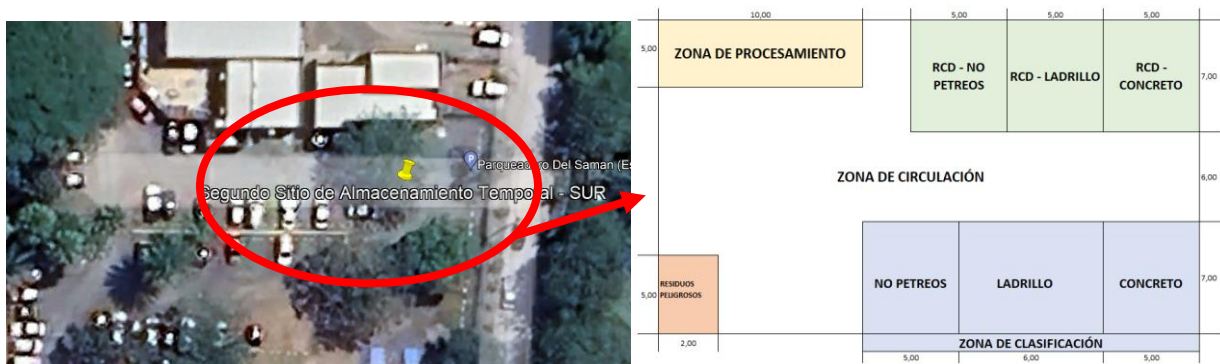 Parqueadero Del Saman (Es
Segundo Sitio de Almacenamiento Temporal - SUR
10,00
5,00
5,00
5,00
5,00
ZONA DE PROCESAMIENTO
RCD - NO
PETREOS
RCD - LADRILLO
RCD -
CONCRETO
7,00
ZONA DE CIRCULACIÓN
6,00
RESIDUOS
PELIGROSOS
5,00
2,00
NO PETREOS
LADRILLO
CONCRETO
7,00
ZONA DE CLASIFICACIÓN
5,00
6,00
5,00